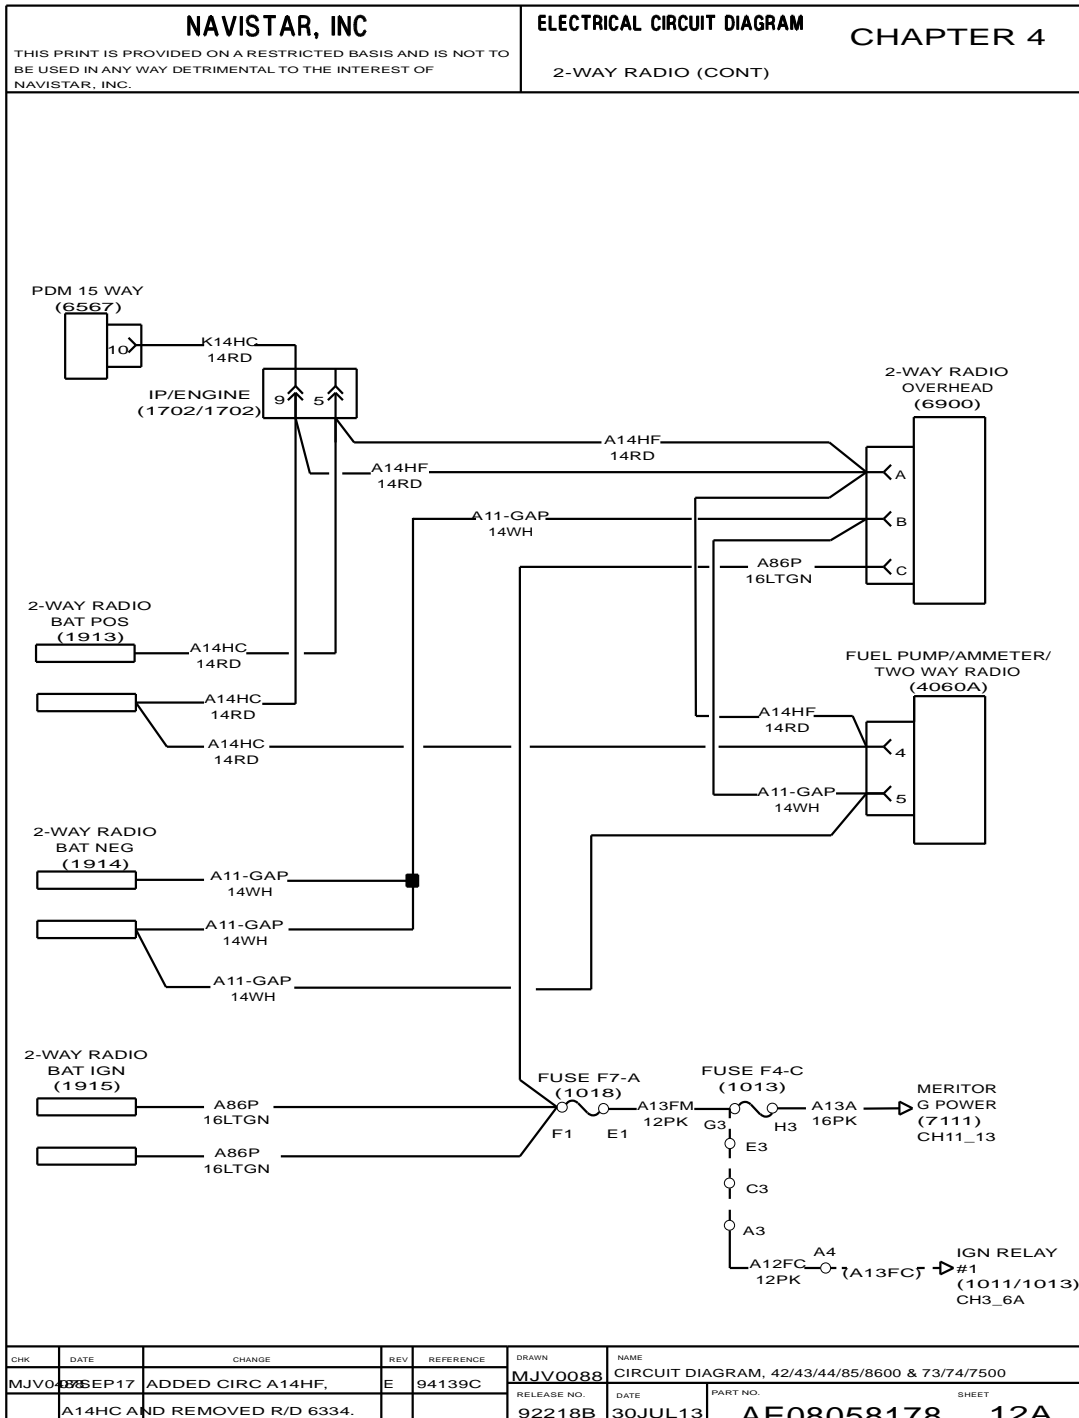 NAVISTAR, INC
THIS PRINT IS PROVIDED ON A RESTRICTED BASIS AND IS NOT TO
BE USED IN ANY WAY DETRIMENTAL TO THE INTEREST OF
NAVISTAR, INC.
ELECTRICAL CIRCUIT DIAGRAM
CHAPTER 4
2-WAY RADIO (CONT)
PDM 15 WAY
(6567)
10
K14HC
14RD
IP/ENGINE
(1702/1702)
9
5
2-WAY RADIO
OVERHEAD
(6900)
A14HF
14RD
A14HF
14RD
A
A11-GAP
14WH
B
A86P
16LTGN
C
2-WAY RADIO
BAT POS
(1913)
A14HC
14RD
A14HC
14RD
A14HC
14RD
FUEL PUMP/AMMETER/
TWO WAY RADIO
(4060A)
A14HF
14RD
4
A11-GAP
14WH
5
2-WAY RADIO
BAT NEG
(1914)
A11-GAP
14WH
A11-GAP
14WH
A11-GAP
14WH
2-WAY RADIO
BAT IGN
(1915)
A86P
16LTGN
A86P
16LTGN
FUSE F7-A
(1018)
F1
E1
A13FM
12PK
FUSE F4-C
(1013)
G3
H3
A13A
16PK
MERITOR
G POWER
(7111)
CH11_13
E3
C3
A3
A12FC
12PK
A4
(A13FC)
IGN RELAY
#1
(1011/1013)
CH3_6A
CHK DATE CHANGE REV REFERENCE
07SEP17 ADDED CIRC A14HF, E 94139C
A14HC AND REMOVED R/D 6334.
DRAWN
MJV0088
NAME
CIRCUIT DIAGRAM, 42/43/44/85/8600 & 73/74/7500
RELEASE NO.
92218B
DATE
30JUL13
PART NO.
AE08058178
SHEET
12A